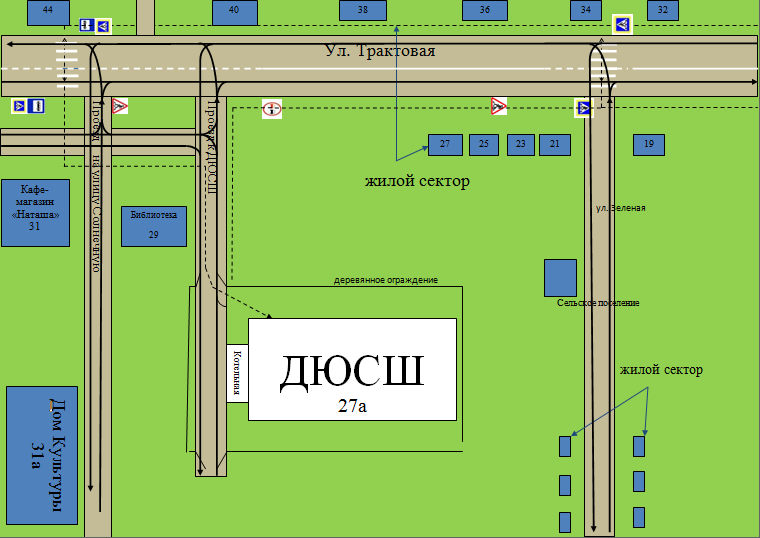 44
40
38
36
34
32
Ул. Трактовая
Проезд на улицу Солнечную
Проезд к ДЮСШ
27
25
23
21
19
жилой сектор
Кафе-
магазин
«Наташа»
31
Библиотека
29
ул. Зеленая
деревянное ограждение
Сельское поселение
Котельная
ДЮСШ
27а
жилой сектор
Дом Культуры
31а